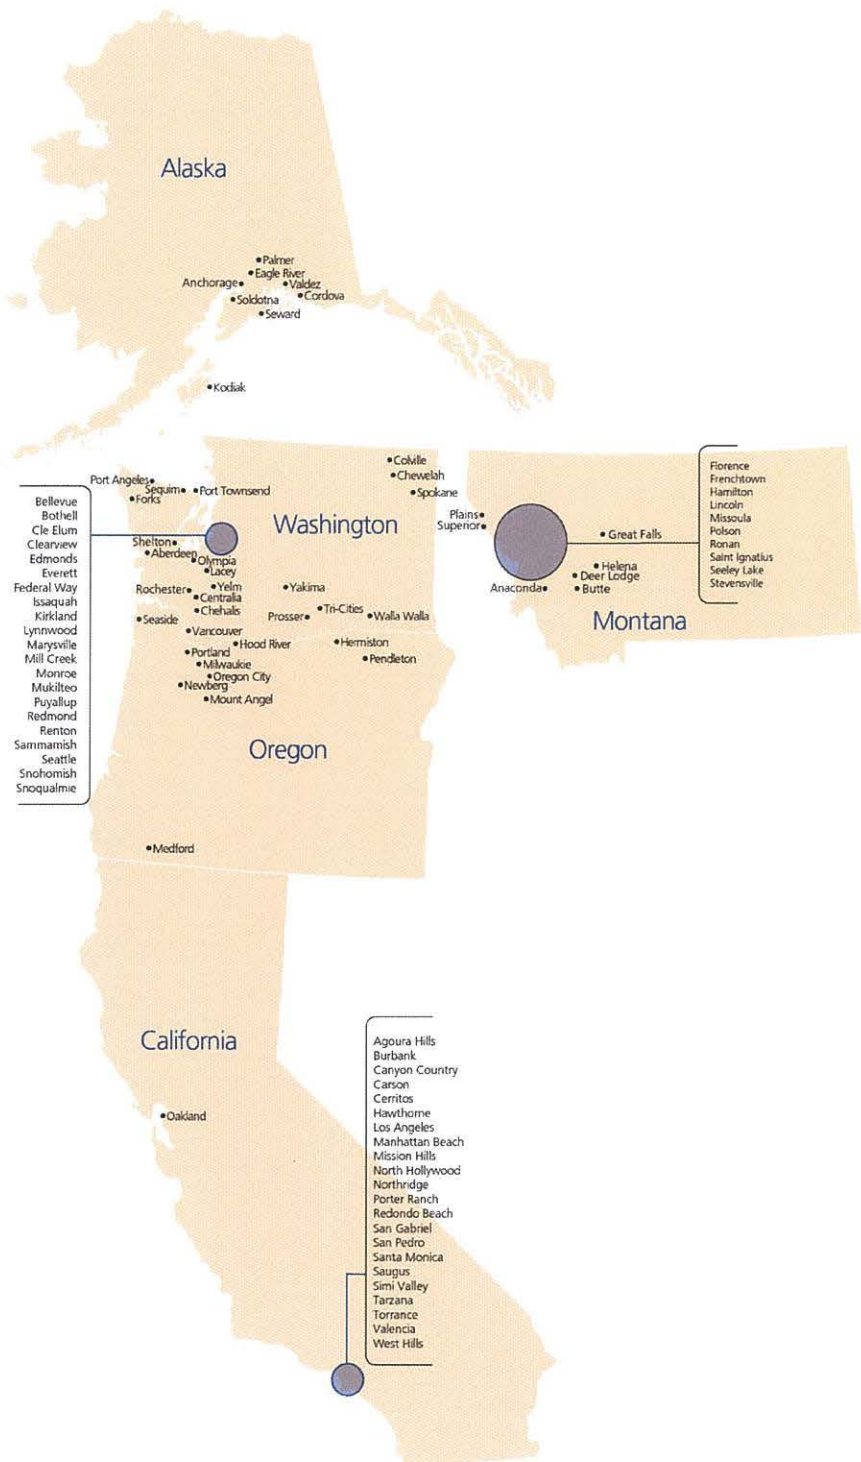 Alaska
Palmer
Eagle River
Anchorage
Valdez
Soldotna
Cordova
Seward
Kodiak
Colville
Chewelah
Spokane
Port Angeles
Sequim
Port Townsend
Forks
Washington
Shelton
Aberdeen
Olympia
Lacey
Rochester
Yelm
Yakima
Centralia
Chehalis
Tri-Cities
Prosser
Walla Walla
Seaside
Vancouver
Bellevue
Bothell
Cle Elum
Clearview
Edmonds
Everett
Federal Way
Issaquah
Kirkland
Lynnwood
Marysville
Mill Creek
Monroe
Mukilteo
Puyallup
Redmond
Renton
Sammamish
Seattle
Snohomish
Snoqualmie
Plains
Superior
Great Falls
Helena
Deer Lodge
Anaconda
Butte
Montana
Florence
Frenchtown
Hamilton
Lincoln
Missoula
Polson
Ronan
Saint Ignatius
Seeley Lake
Stevensville
Hood River
Hermiston
Portland
Pendleton
Milwaukie
Oregon City
Newberg
Mount Angel
Oregon
Medford
California
Oakland
Agoura Hills
Burbank
Canyon Country
Carson
Cerritos
Hawthorne
Los Angeles
Manhattan Beach
Mission Hills
North Hollywood
Northridge
Porter Ranch
Redondo Beach
San Gabriel
San Pedro
Santa Monica
Saugus
Simi Valley
Tarzana
Torrance
Valencia
West Hills